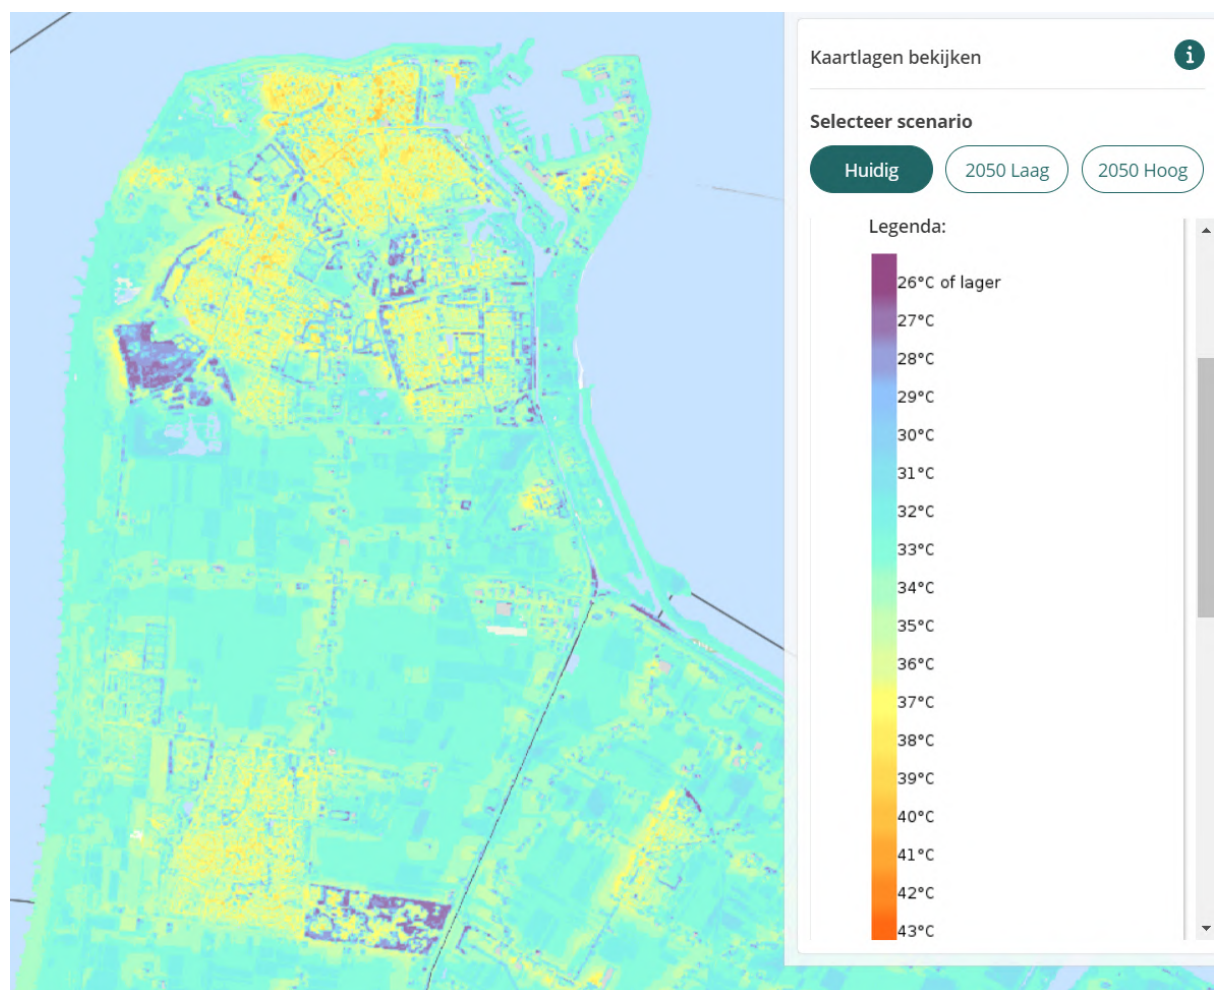 Kaartlagen bekijken
i
Selecteer scenario
Huidig
2050 Laag
2050 Hoog
Legenda:
26°C of lager
27°C
28°C
29°C
30°C
31°C
32°C
33°C
34°C
35°C
36°C
37°C
38°C
39°C
40°C
41°C
42°C
43°C